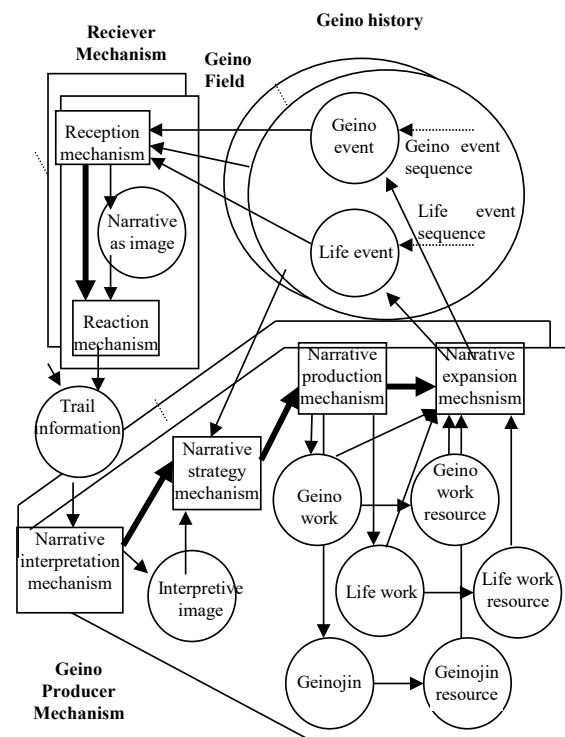 Geino history
Reciever
Mechanism
Geino
Field
Reception
mechanism
Narrative
as image
Reaction
mechanism
Geino
event
Geino event
sequence
Life event
sequence
Life event
Trail
information
Narrative
production
mechanism
Narrative
expansion
mechsnism
Narrative
strategy
mechanism
Geino
work
Geino
work
resource
Narrative
interpretation
mechanism
Interpretive
image
Life work
Life work
resource
Geinojin
Geinojin
resource
Geino
Producer
Mechanism